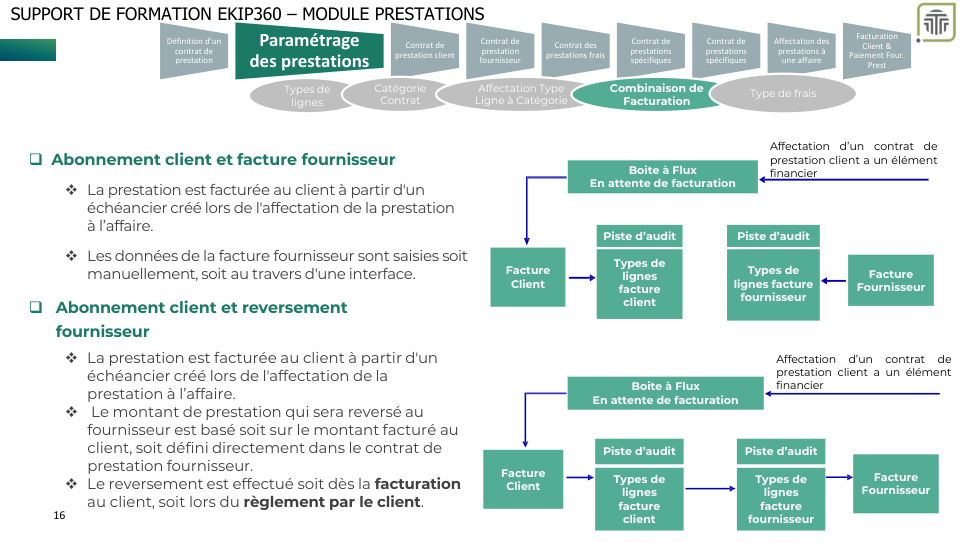 SUPPORT DE FORMATION EKIP360 – MODULE PRESTATIONS
Définition d'un
contrat de
prestation
Paramétrage
des prestations
Contrat de
prestation client
Contrat de
prestation
fournisseur
Contrat des
prestations frais
Contrat de
prestations
spécifiques
Contrat de
prestations
spécifiques
Affectation des
prestations à
une affaire
Facturation
Client &
Paiement Four.
Prest
Types de
lignes
Catégorie
Contrat
Affectation Type
Ligne à Catégorie
Combinaison de
Facturation
Type de frais
❑ Abonnement client et facture fournisseur
❖ La prestation est facturée au client à partir d'un
échéancier créé lors de l'affectation de la prestation
à l'affaire.
❖ Les données de la facture fournisseur sont saisies soit
manuellement, soit au travers d'une interface.
❑ Abonnement client et reversement
fournisseur
❖ La prestation est facturée au client à partir d'un
échéancier créé lors de l'affectation de la
prestation à l'affaire.
❖ Le montant de prestation qui sera reversé au
fournisseur est basé soit sur le montant facturé au
client, soit défini directement dans le contrat de
prestation fournisseur.
❖ Le reversement est effectué soit dès la facturation
au client, soit lors du règlement par le client.
16
Affectation d'un contrat de
prestation client a un élément
financier
Boite à Flux
En attente de facturation
Piste d'audit
Piste d'audit
Facture
Client
Types de
lignes
facture
client
Types de
lignes facture
fournisseur
Facture
Fournisseur
Affectation d'un contrat de
prestation client a un élément
financier
Boite à Flux
En attente de facturation
Piste d'audit
Piste d'audit
Facture
Client
Types de
lignes
facture
client
Types de
lignes
facture
fournisseur
Facture
Fournisseur